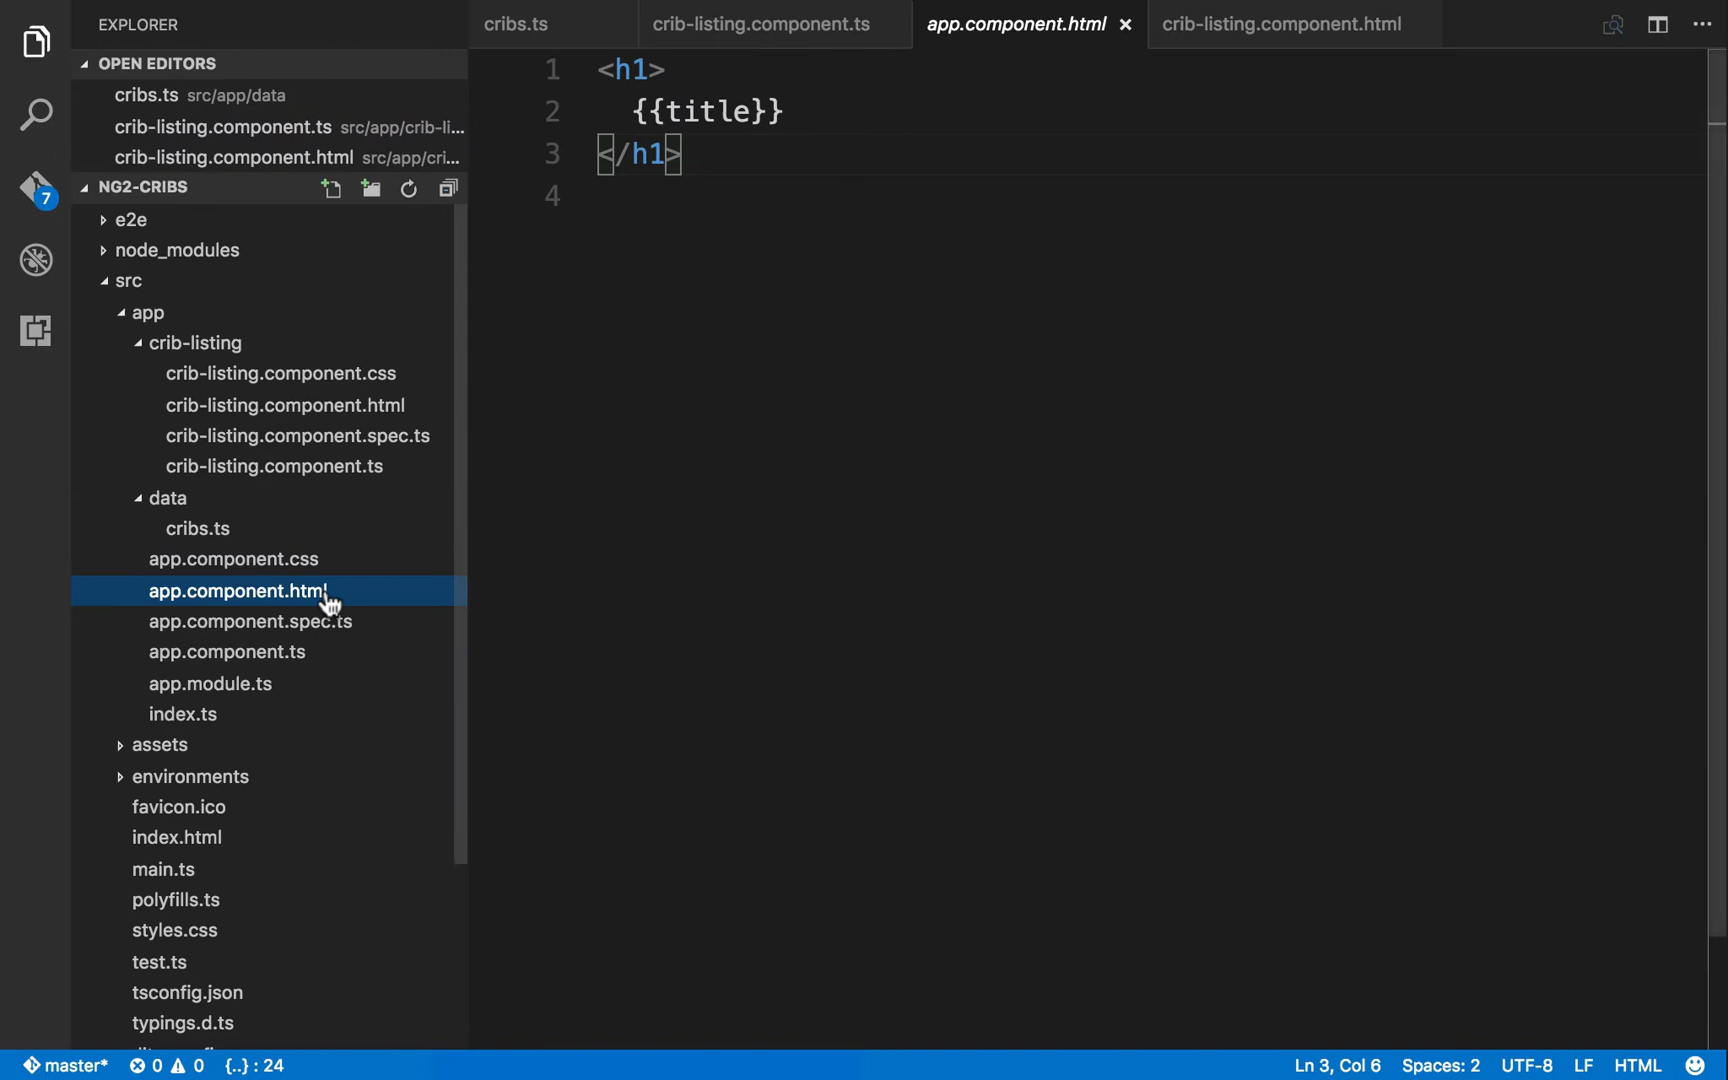 EXPLORER
cribs.ts
crib-listing.component.ts
app.component.html
crib-listing.component.html
OPEN EDITORS
cribs.ts src/app/data
crib-listing.component.ts src/app/crib-li...
crib-listing.component.html src/app/cri...
NG2-CRIBS
7
e2e
node_modules
src
app
crib-listing
crib-listing.component.css
crib-listing.component.html
crib-listing.component.spec.ts
crib-listing.component.ts
data
cribs.ts
app.component.css
app.component.html
app.component.spec.ts
app.component.ts
app.module.ts
index.ts
assets
environments
favicon.ico
index.html
main.ts
polyfills.ts
styles.css
test.ts
tsconfig.json
typings.d.ts
1 <h1>
2 {{title}}
3 </h1>
4
master* 0 0 {..} : 24
Ln 3, Col 6 Spaces: 2 UTF-8 LF HTML